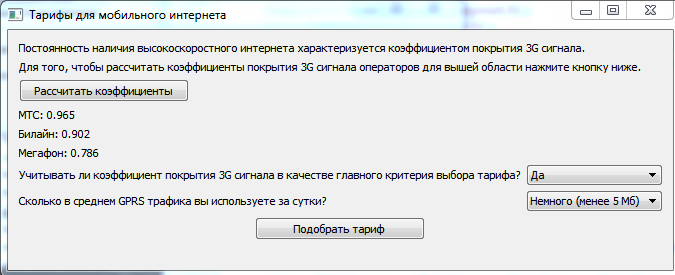 Тарифы для мобильного интернета
Постоянность наличия высокоскоростного интернета характеризуется коэффициентом покрытия 3G сигнала.
Для того, чтобы рассчитать коэффициенты покрытия 3G сигнала операторов для вышей области нажмите кнопку ниже.
Рассчитать коэффициенты
МТС: 0.965
Билайн: 0.902
Мегафон: 0.786
Учитывать ли коэффициент покрытия 3G сигнала в качестве главного критерия выбора тарифа? Да
Сколько в среднем GPRS трафика вы используете за сутки? Немного (менее 5 Мб)
Подобрать тариф